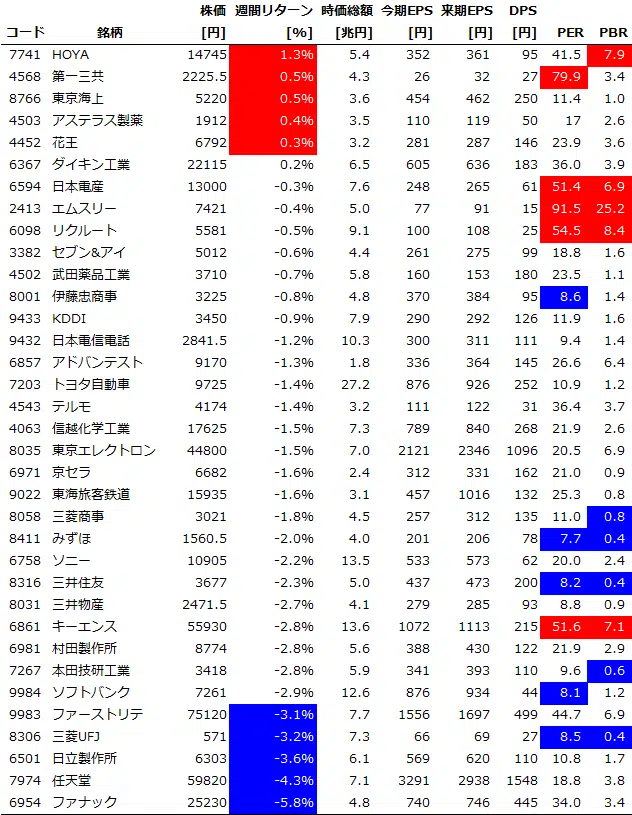 株価 週間リターン 時価総額 今期EPS 来期EPS DPS
コード 銘柄 [円] [%] [兆円] [円] [円] [円] PER PBR
7741 HOYA 14745 1.3% 5.4 352 361 95 41.5 7.9
4568 第一三共 2225.5 0.5% 4.3 26 32 27 79.9 3.4
8766 東京海上 5220 0.5% 3.6 454 462 250 11.4 1.0
4503 アステラス製薬 1912 0.4% 3.5 110 119 50 17 2.6
4452 花王 6792 0.3% 3.2 281 287 146 23.9 3.6
6367 ダイキン工業 22115 0.2% 6.5 605 636 183 36.0 3.9
6594 日本電産 13000 -0.3% 7.6 248 265 61 51.4 6.9
2413 エムスリー 7421 -0.4% 5.0 77 91 15 91.5 25.2
6098 リクルート 5581 -0.5% 9.1 100 108 25 54.5 8.4
3382 セブン&アイ 5012 -0.6% 4.4 261 275 99 18.8 1.6
4502 武田薬品工業 3710 -0.7% 5.8 160 153 180 23.5 1.1
8001 伊藤忠商事 3225 -0.8% 4.8 370 384 95 8.6 1.4
9433 KDDI 3450 -0.9% 7.9 290 292 126 11.9 1.6
9432 日本電信電話 2841.5 -1.2% 10.3 300 311 111 9.4 1.4
6857 アドバンテスト 9170 -1.3% 1.8 336 364 145 26.6 6.4
7203 トヨタ自動車 9725 -1.4% 27.2 876 926 252 10.9 1.2
4543 テルモ 4174 -1.4% 3.2 111 122 31 36.4 3.7
4063 信越化学工業 17625 -1.5% 7.3 789 840 268 21.9 2.6
8035 東京エレクトロン 44800 -1.5% 7.0 2121 2346 1096 20.5 6.9
6971 京セラ 6682 -1.6% 2.4 312 331 162 21.0 0.9
9022 東海旅客鉄道 15935 -1.6% 3.1 457 1016 132 25.3 0.8
8058 三菱商事 3021 -1.8% 4.5 257 312 135 11.0 0.8
8411 みずほ 1560.5 -2.0% 4.0 201 206 78 7.7 0.4
6758 ソニー 10905 -2.2% 13.5 533 573 62 20.0 2.4
8316 三井住友 3677 -2.3% 5.0 437 473 200 8.2 0.4
8031 三井物産 2471.5 -2.7% 4.1 279 285 93 8.8 0.9
6861 キーエンス 55930 -2.8% 13.6 1072 1113 215 51.6 7.1
6981 村田製作所 8774 -2.8% 5.6 388 430 122 21.9 2.9
7267 本田技研工業 3418 -2.8% 5.9 341 393 110 9.6 0.6
9984 ソフトバンク 7261 -2.9% 12.6 876 934 44 8.1 1.2
9983 ファーストリテ 75120 -3.1% 7.7 1556 1697 499 44.7 6.9
8306 三菱UFJ 571 -3.2% 7.3 66 69 27 8.5 0.4
6501 日立製作所 6303 -3.6% 6.1 569 620 110 10.8 1.7
7974 任天堂 59820 -4.3% 7.1 3291 2938 1548 18.8 3.8
6954 ファナック 25230 -5.8% 4.8 740 746 445 34.0 3.4